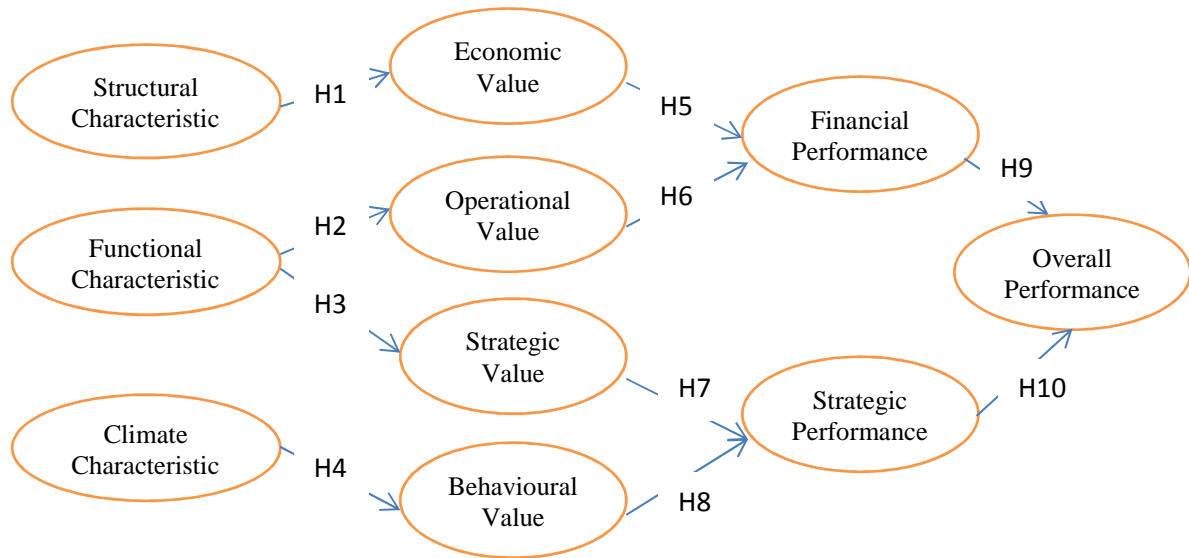 Structural
Characteristic
H1
Economic
Value
H5
Financial
Performance
H9
Functional
Characteristic
H2
Operational
Value
H6
Overall
Performance
H3
Strategic
Value
H7
Strategic
Performance
H10
Climate
Characteristic
H4
Behavioural
Value
H8